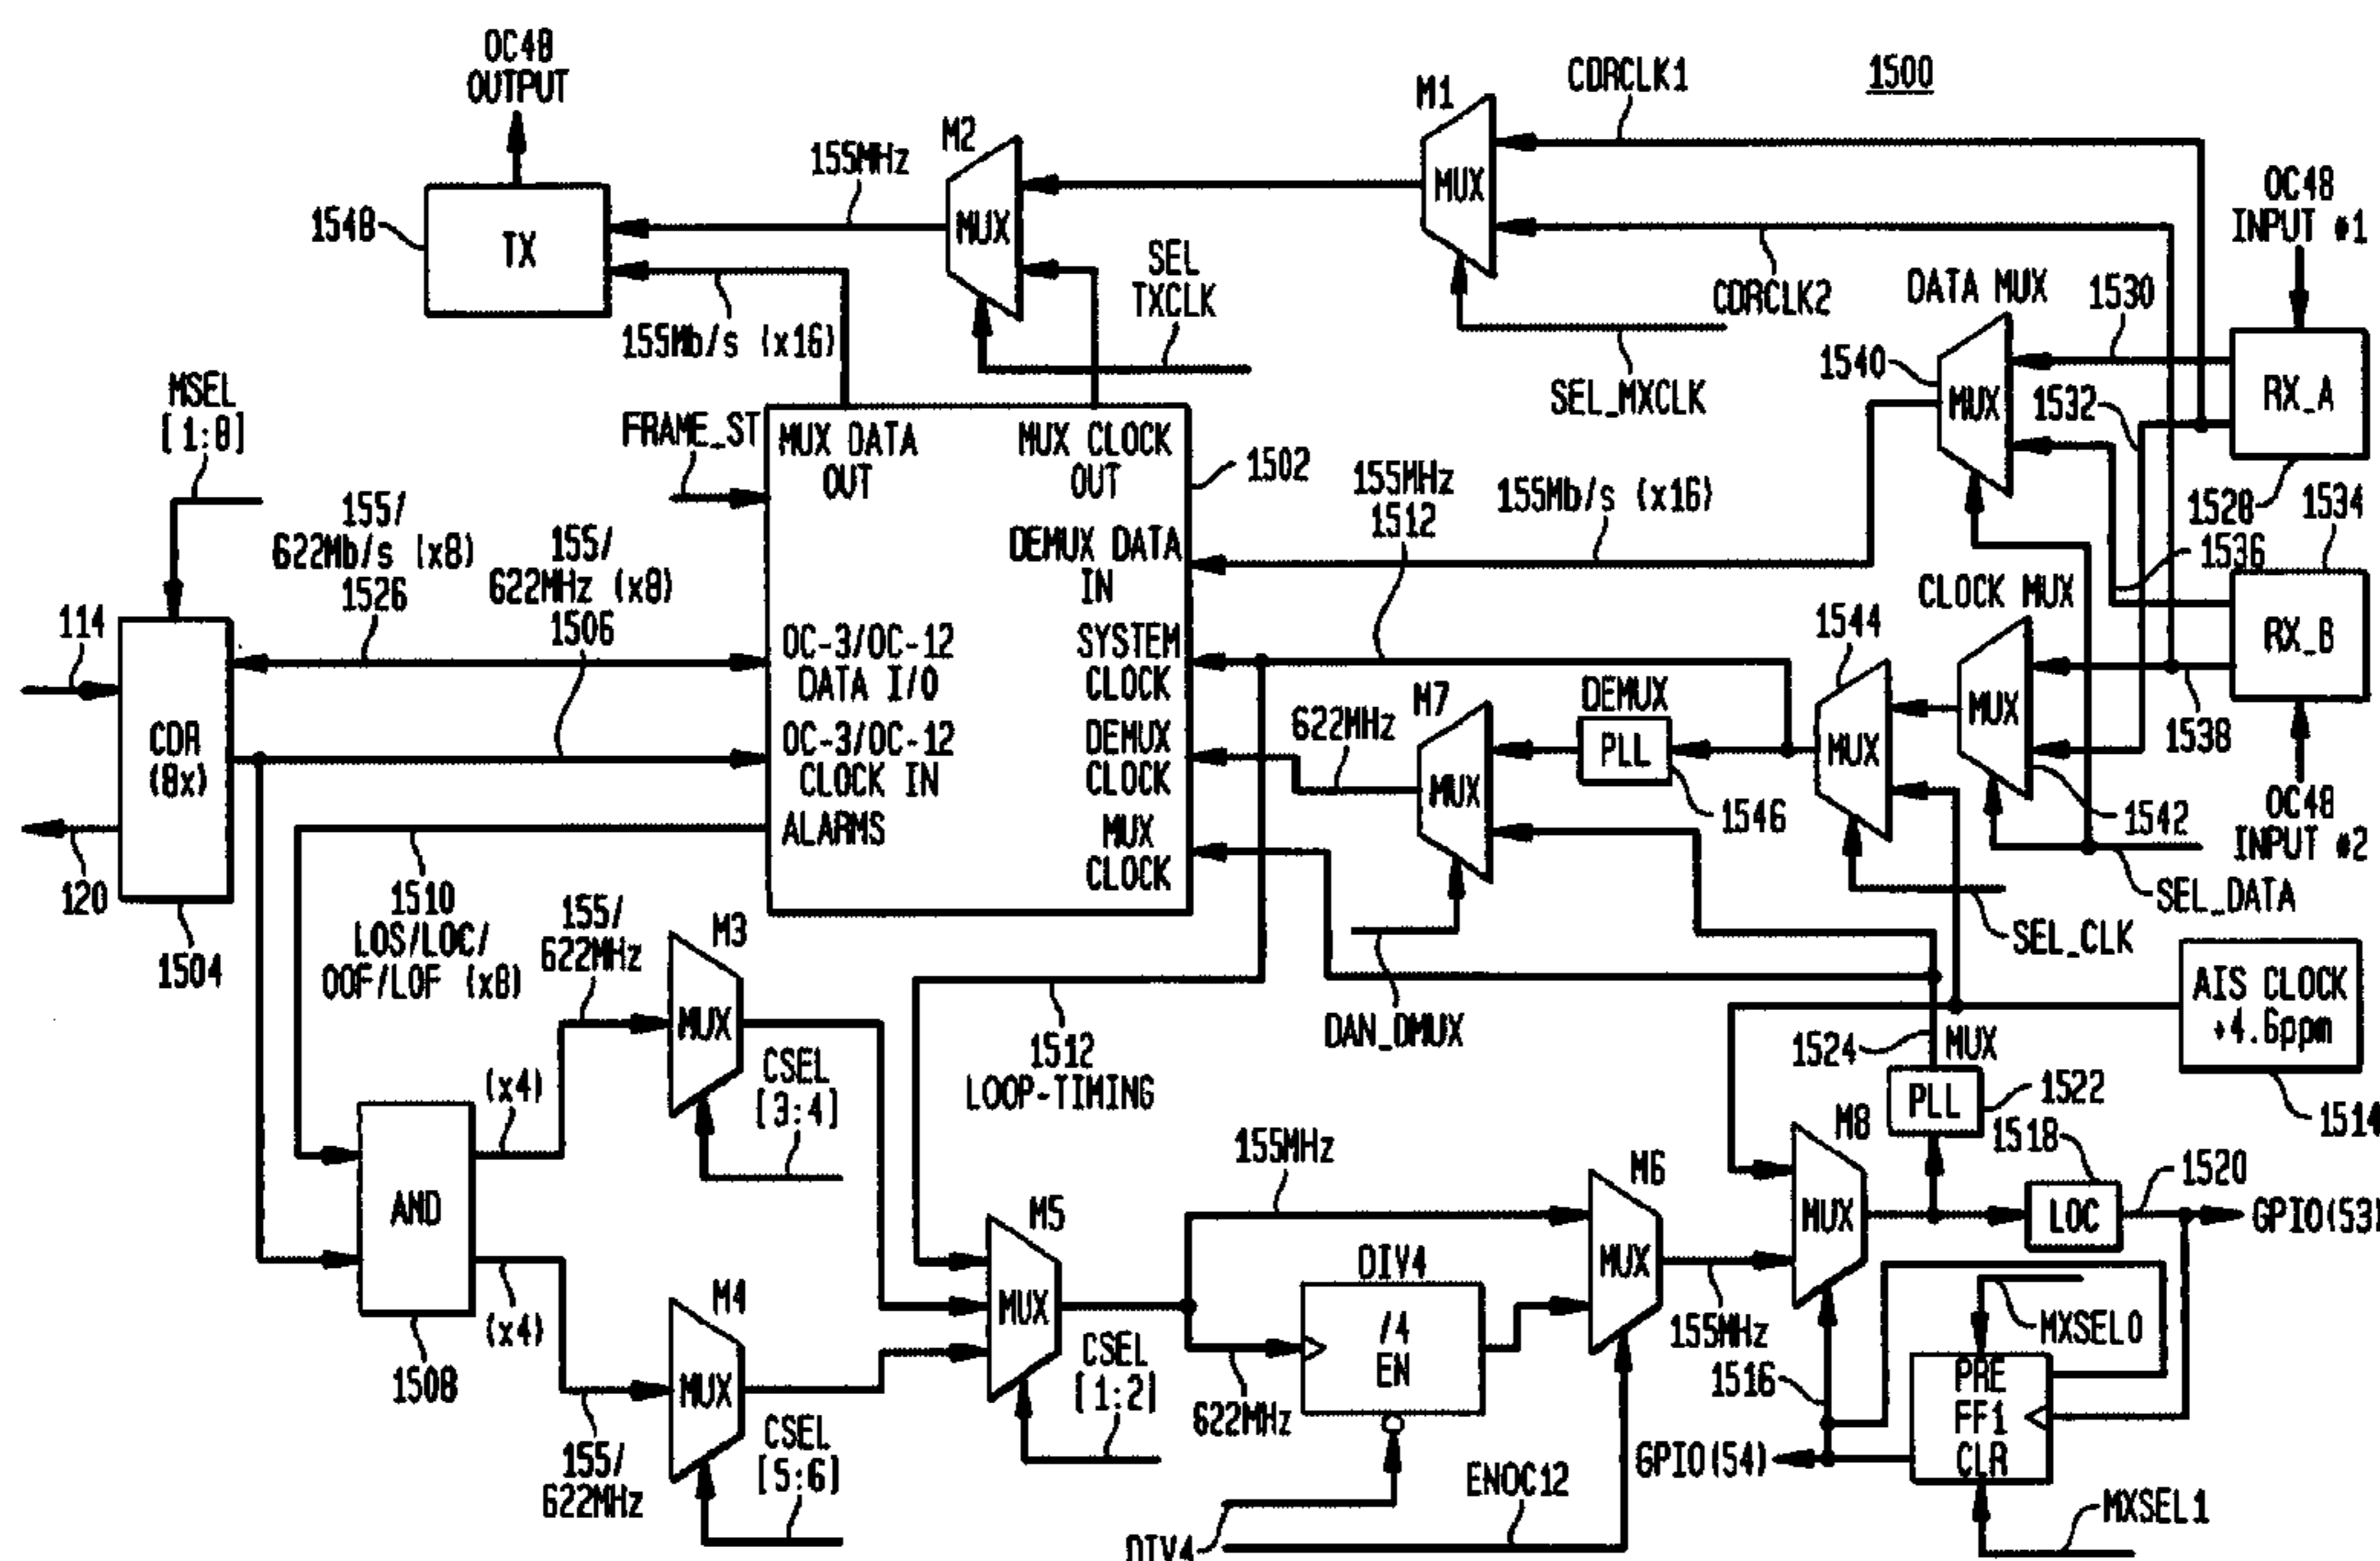 1500
OC48
OUTPUT
1548
TX
155MHz
M2
MUX
SEL
TXCLK
155Mb/s (x16)
M1
MUX
CDRCLK1
CDRCLK2
SEL_MXCLK
OC48
INPUT #1
DATA MUX
1530
1540
MUX
1532
RX_A
1528
1534
1536
MSEL
[1:8]
FRAME_ST
MUX DATA
OUT
MUX CLOCK
OUT
1502
155MHz
1512
155Mb/s (x16)
155/
622Mb/s (x8)
1526
155/
622MHz (x8)
1506
DEMUX DATA
IN
CLOCK MUX
1544
RX_B
114
OC-3/OC-12
DATA I/O
SYSTEM
CLOCK
M7
DEMUX
PLL
MUX
MUX
1538
622MHz
CDR
(8x)
OC-3/OC-12
CLOCK IN
DEMUX
CLOCK
MUX
1546
1542
OC48
INPUT #2
ALARMS
MUX
CLOCK
120
1504
1510
LOS/LOC/
OOF/LOF (x8)
155/
622MHz
M3
MUX
SEL_DATA
SEL_CLK
DAN_DMUX
AIS CLOCK
+4.6ppm
1514
1512
LOOP-TIMING
1524
MUX
PLL
1522
CSEL
[3:4]
(x4)
AND
(x4)
1508
155/
622MHz
M4
MUX
CSEL
[5:6]
M5
MUX
CSEL
[1:2]
155MHz
622MHz
DIV4
/4
EN
M6
MUX
155MHz
M8
MUX
1518
LOC
1520
GPIO(53)
MXSEL0
1516
PRE
FF1
CLR
GPIO(54)
MXSEL1
ENOC12
DIV4